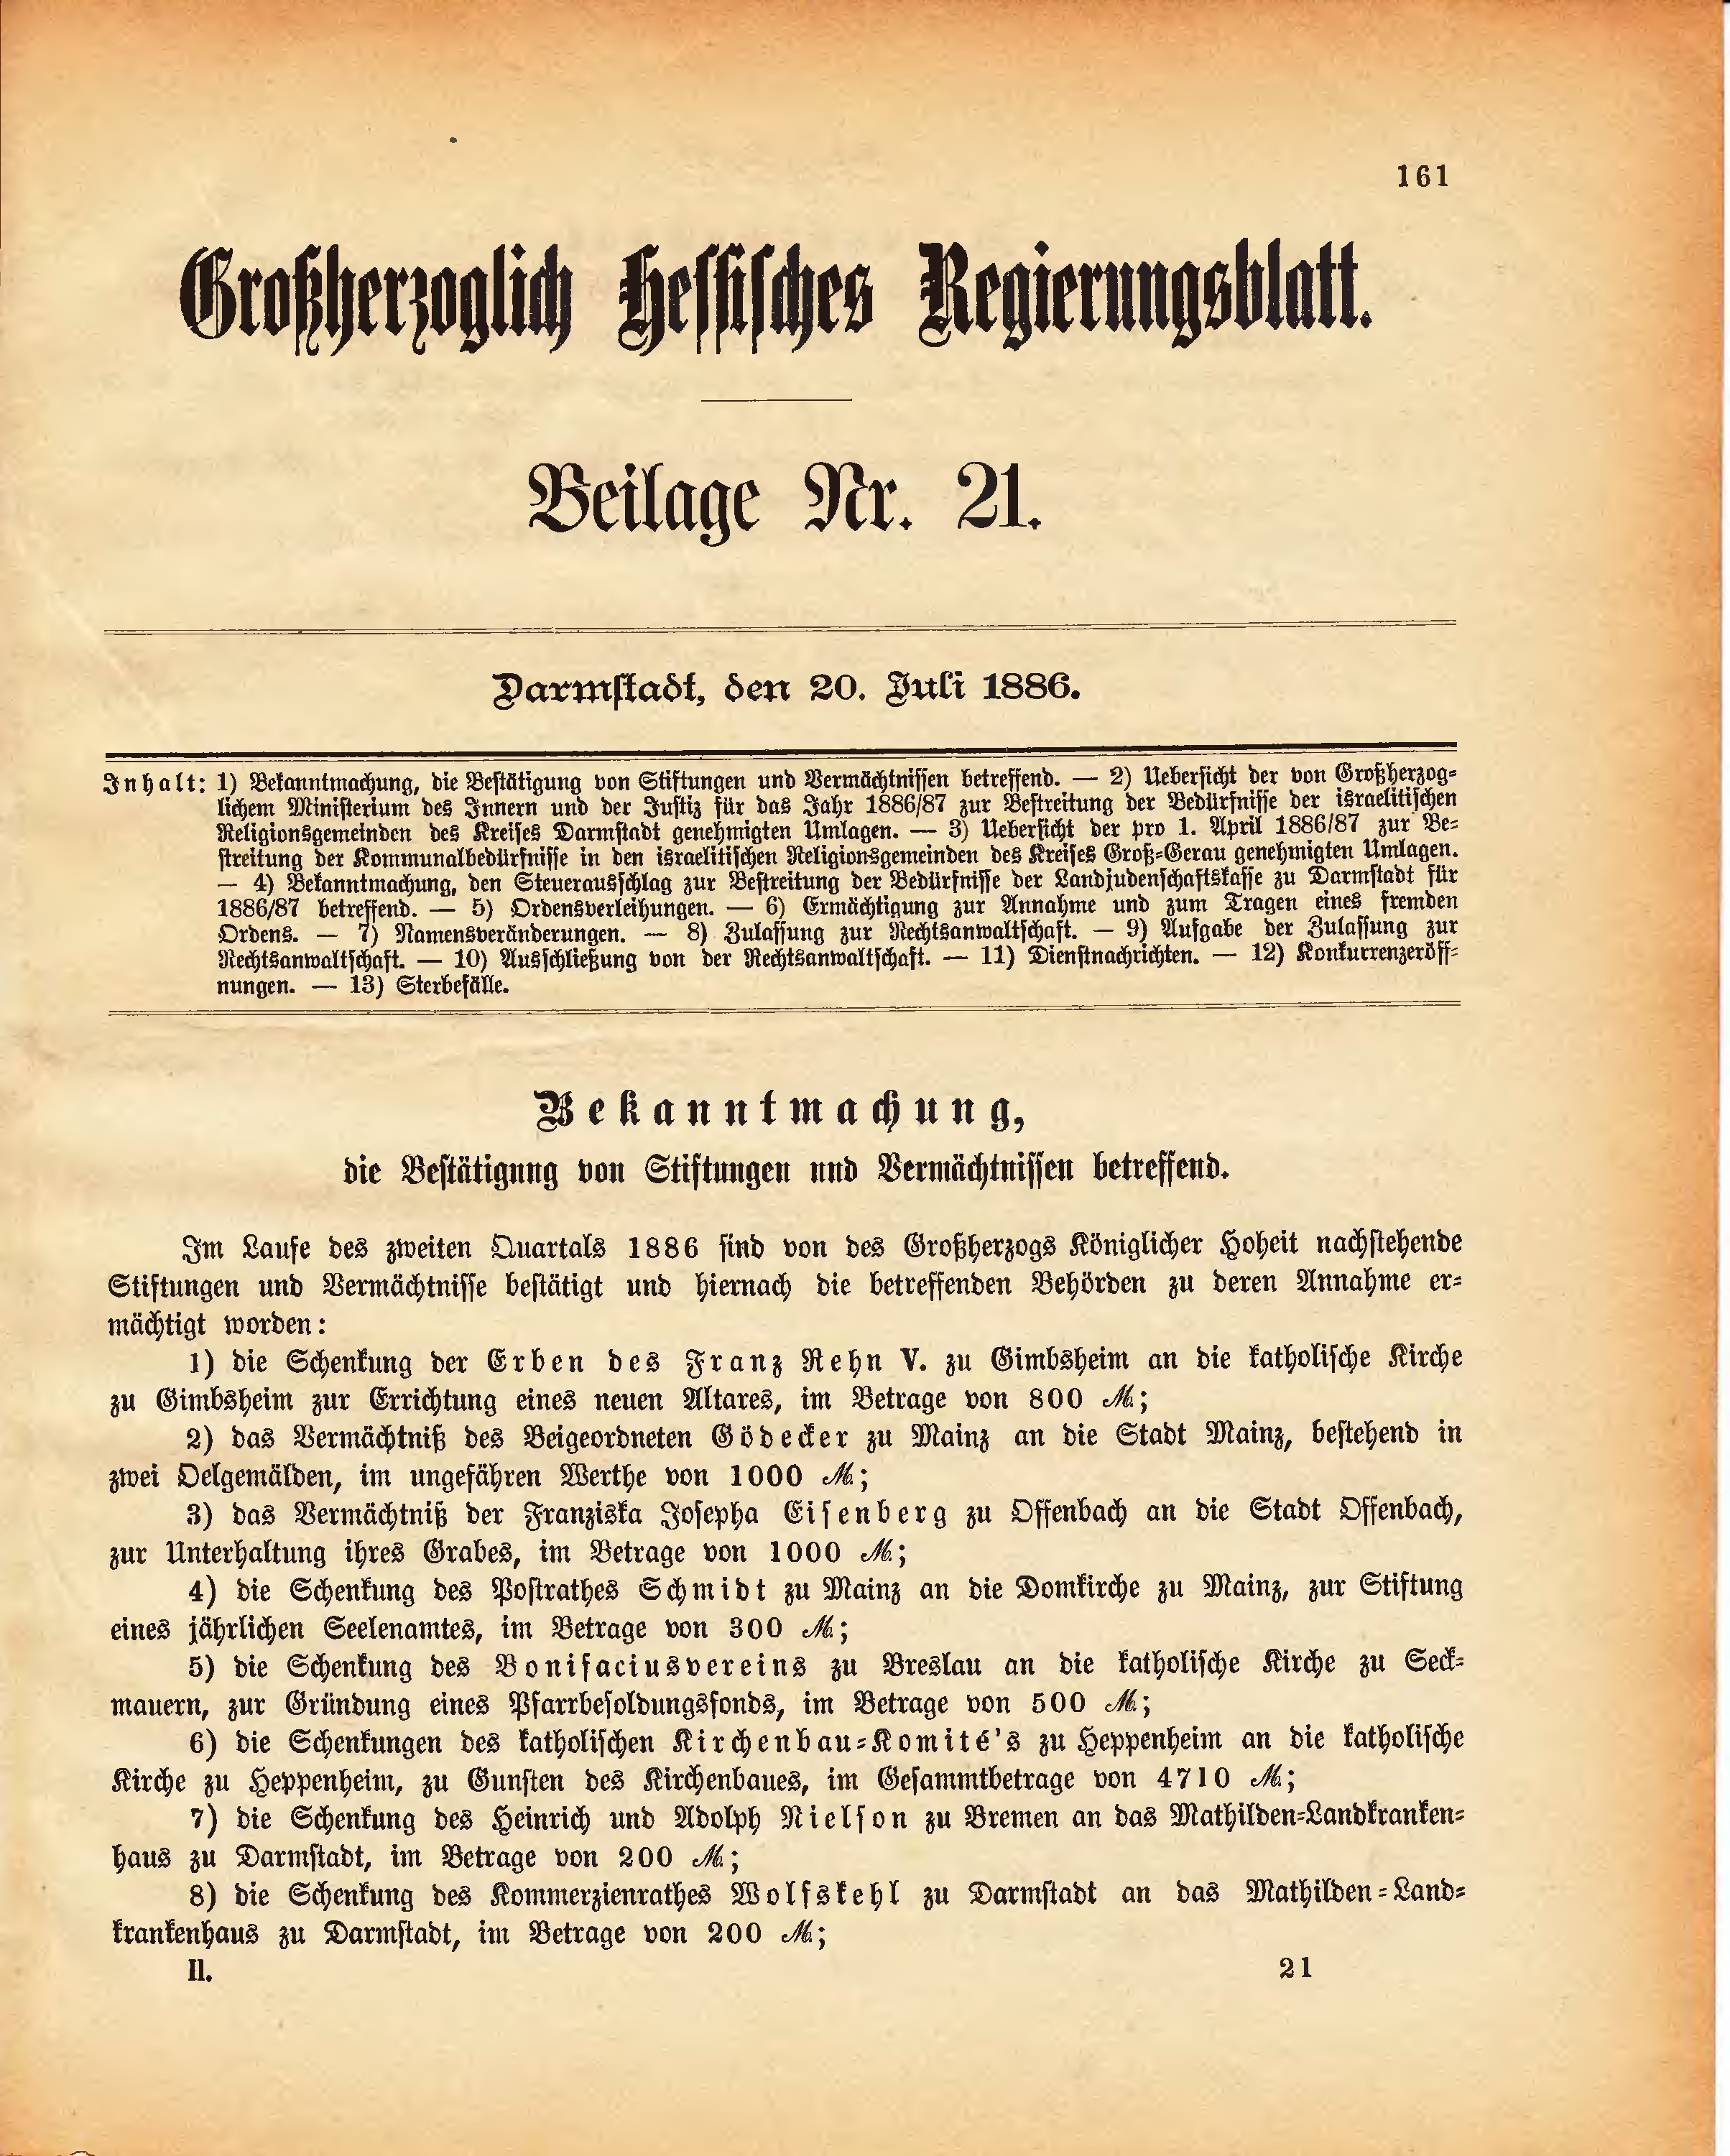 161
Großherzoglich Hessisches Regierungsblatt.
Beilage Nr. 21.
Darmstadt, den 20. Juli 1886.
Inhalt: 1) Bekanntmachung, die Bestätigung von Stiftungen und Vermächtnissen betreffend. — 2) Uebersicht der von Großherzog-
lichem Ministerium des Innern und der Justiz für das Jahr 1886/87 zur Bestreitung der Bedürfnisse der israelitischen
Religionsgemeinden des Kreises Darmstadt genehmigten Umlagen. — 3) Uebersicht der pro 1. April 1886/87 zur Be-
streitung der Kommunalbedürfnisse in den israelitischen Religionsgemeinden des Kreises Groß-Gerau genehmigten Umlagen.
— 4) Bekanntmachung, den Steuerausschlag zur Bestreitung der Bedürfnisse der Landjudenschaftskasse zu Darmstadt für
1886/87 betreffend. — 5) Ordensverleihungen. — 6) Ermächtigung zur Annahme und zum Tragen eines fremden
Ordens. — 7) Namensveränderungen. — 8) Zulassung zur Rechtsanwaltschaft. — 9) Aufgabe der Zulassung zur
Rechtsanwaltschaft. — 10) Ausschließung von der Rechtsanwaltschaft. — 11) Dienstnachrichten. — 12) Konkurrenzeröff-
nungen. — 13) Sterbefälle.
Bekanntmachung,
die Bestätigung von Stiftungen und Vermächtnissen betreffend.
Im Laufe des zweiten Quartals 1886 sind von des Großherzogs Königlicher Hoheit nachstehende
Stiftungen und Vermächtnisse bestätigt und hiernach die betreffenden Behörden zu deren Annahme er-
mächtigt worden:
1) die Schenkung der Erben des Franz Nehn V. zu Gimbsheim an die katholische Kirche
zu Gimbsheim zur Errichtung eines neuen Altares, im Betrage von 800 ℳ;
2) das Vermächtniß des Beigeordneten Gödecker zu Mainz an die Stadt Mainz, bestehend in
zwei Oelgemälden, im ungefähren Werthe von 1000 ℳ;
3) das Vermächtniß der Franziska Josepha Eisenberg zu Offenbach an die Stadt Offenbach,
zur Unterhaltung ihres Grabes, im Betrage von 1000 ℳ;
4) die Schenkung des Postrathes Schmidt zu Mainz an die Domkirche zu Mainz, zur Stiftung
eines jährlichen Seelenamtes, im Betrage von 300 ℳ;
5) die Schenkung des Bonifaciusvereins zu Breslau an die katholische Kirche zu Seck-
mauern, zur Gründung eines Pfarrbesoldungsfonds, im Betrage von 500 ℳ;
6) die Schenkungen des katholischen Kirchenbau-Komité's zu Heppenheim an die katholische
Kirche zu Heppenheim, zu Gunsten des Kirchenbaues, im Gesammtbetrage von 4710 ℳ;
7) die Schenkung des Heinrich und Adolph Nielson zu Bremen an das Mathilden-Landkranken-
haus zu Darmstadt, im Betrage von 200 ℳ;
8) die Schenkung des Kommerzienrathes Wolfskehl zu Darmstadt an das Mathilden-Land-
krankenhaus zu Darmstadt, im Betrage von 200 ℳ;
II. 21